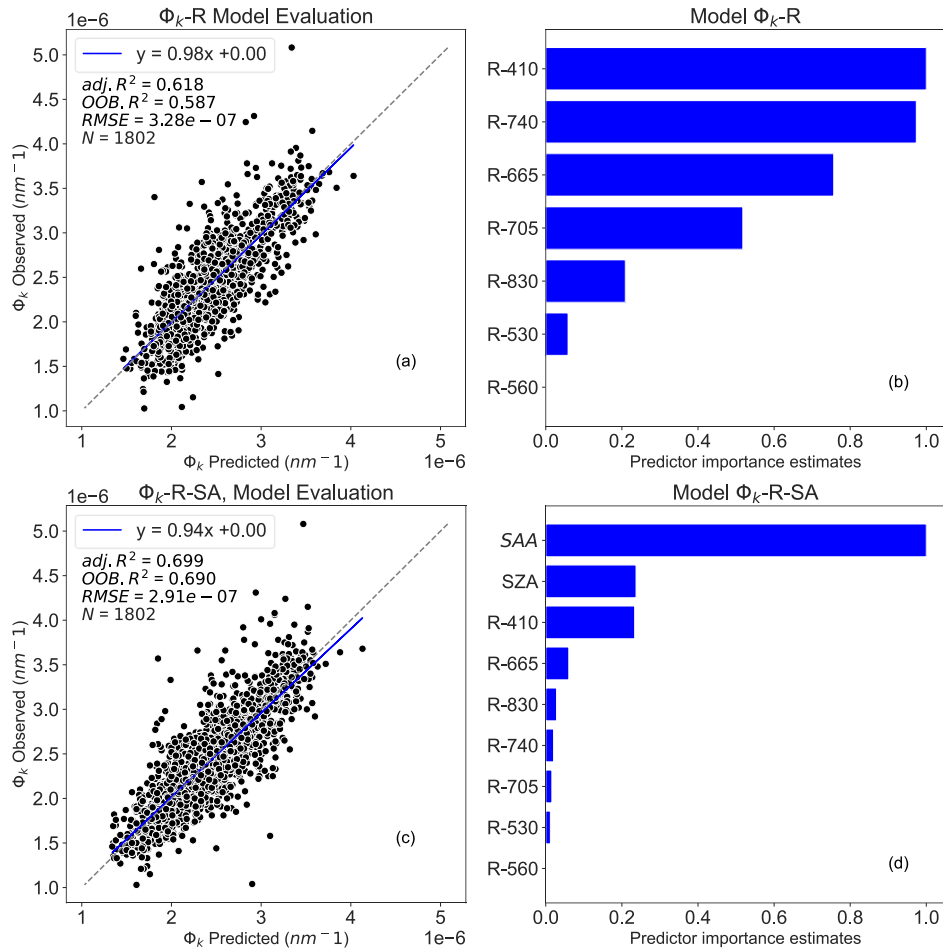 Φk-R Model Evaluation
1e−6
y = 0.98x +0.00
adj. R² = 0.618
OOB. R² = 0.587
RMSE = 3.28e − 07
N = 1802
5.0
4.5
4.0
3.5
3.0
2.5
2.0
1.5
1.0
Φk Observed (nm⁻1)
(a)
1 2 3 4 5
Φk Predicted (nm⁻1)
1e−6
Model Φk-R
R-410
R-740
R-665
R-705
R-830
R-530
R-560
(b)
0.0 0.2 0.4 0.6 0.8 1.0
Predictor importance estimates
Φk-R-SA, Model Evaluation
1e−6
y = 0.94x +0.00
adj. R² = 0.699
OOB. R² = 0.690
RMSE = 2.91e − 07
N = 1802
5.0
4.5
4.0
3.5
3.0
2.5
2.0
1.5
1.0
Φk Observed (nm⁻1)
(c)
1 2 3 4 5
Φk Predicted (nm⁻1)
1e−6
Model Φk-R-SA
SAA
SZA
R-410
R-665
R-830
R-740
R-705
R-530
R-560
(d)
0.0 0.2 0.4 0.6 0.8 1.0
Predictor importance estimates